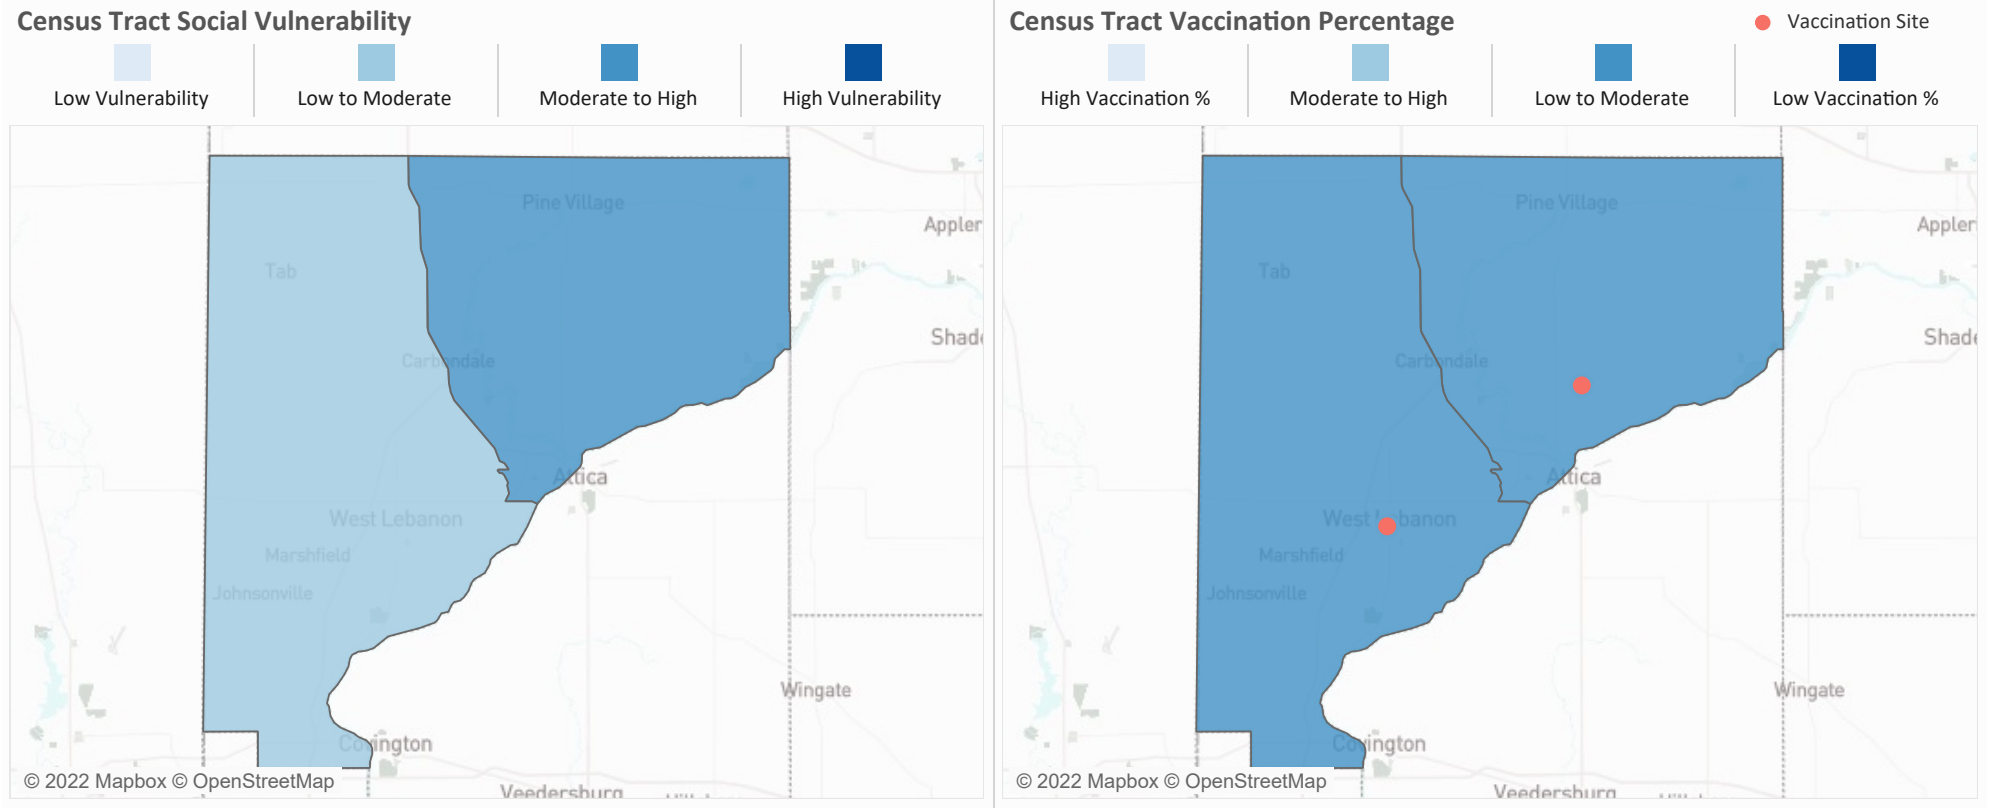 Census Tract Social Vulnerability
Low Vulnerability
Low to Moderate
Moderate to High
High Vulnerability
Pine Village
Appler
Tab
Shade
Carbondale
Attica
West Lebanon
Marshfield
Johnsonville
Wingate
Covington
© 2022 Mapbox © OpenStreetMap
Veedersburg
Census Tract Vaccination Percentage
Vaccination Site
High Vaccination %
Moderate to High
Low to Moderate
Low Vaccination %
Pine Village
Appler
Tab
Shade
Carbondale
Attica
West Lebanon
Marshfield
Johnsonville
Wingate
Covington
© 2022 Mapbox © OpenStreetMap
Veedersburg